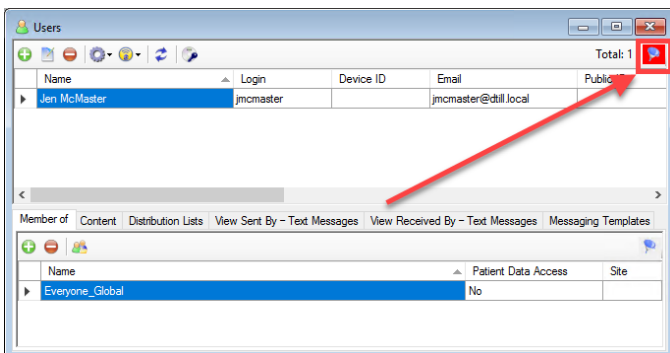 Users
Total: 1
Name Login Device ID Email
Jen McMaster jmcmaster jmcmaster@dtill.local
Member of Content Distribution Lists View Sent By - Text Messages View Received By - Text Messages Messaging Templates
Name Patient Data Access Site
Everyone_Global No